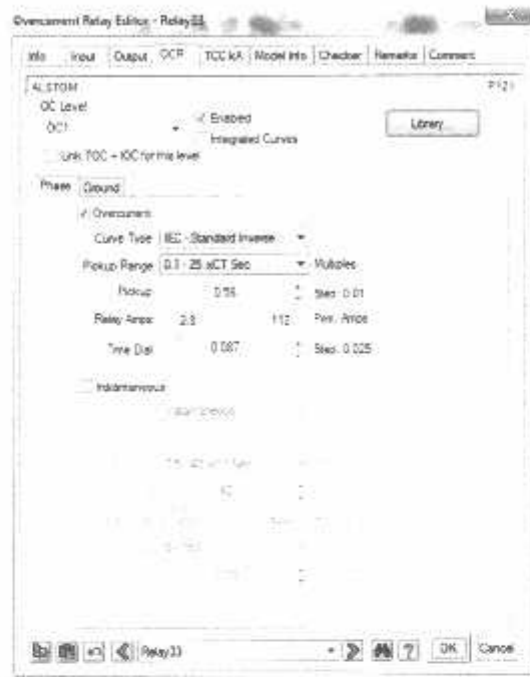 Overcurrent Relay Editor - Relay33
Info Input Output OCR TCC kA Model Info Checker Remarks Comment
ALSTOM P121
OC Level
OC1 Enabled Library...
Integrated Curves
Link TOC + IOC for this level
Phase Ground
Overcurrent
Curve Type IEC - Standard Inverse
Pickup Range 0.1 - 25 xCT Sec Multiples
Pickup 0.56 Step: 0.01
Relay Amps 2.8 112 Prim. Amps
Time Dial 0.087 Step: 0.025
Instantaneous
Relay33 ? OK Cancel